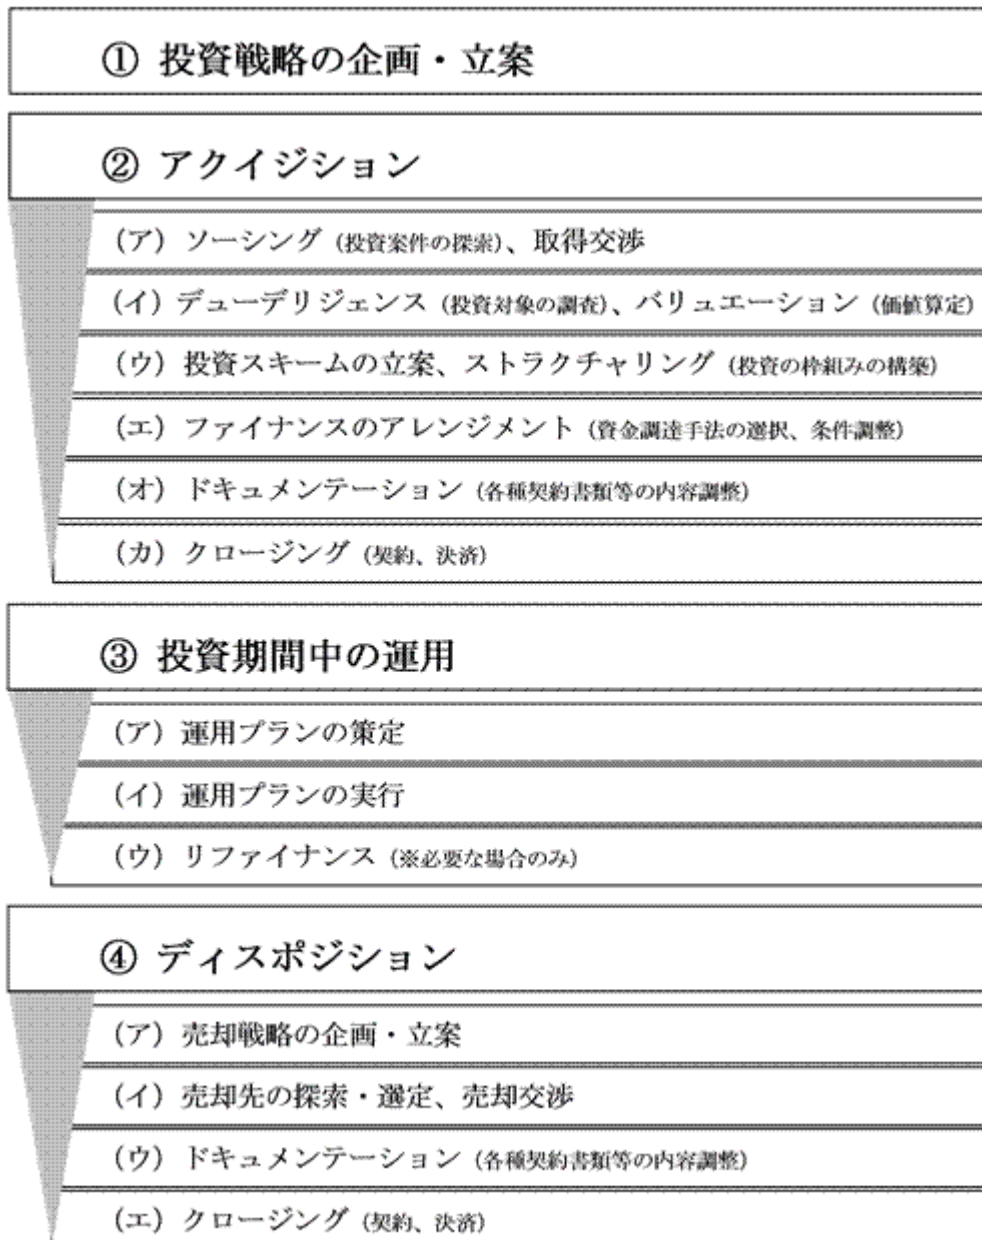 ① 投資戦略の企画・立案
② アクイジション
（ア）ソーシング（投資案件の探索）、取得交渉
（イ）デューデリジェンス（投資対象の調査）、バリュエーション（価値算定）
（ウ）投資スキームの立案、ストラクチャリング（投資の枠組みの構築）
（エ）ファイナンスのアレンジメント（資金調達手法の選択、条件調整）
（オ）ドキュメンテーション（各種契約書類等の内容調整）
（カ）クロージング（契約、決済）
③ 投資期間中の運用
（ア）運用プランの策定
（イ）運用プランの実行
（ウ）リファイナンス（※必要な場合のみ）
④ ディスポジション
（ア）売却戦略の企画・立案
（イ）売却先の探索・選定、売却交渉
（ウ）ドキュメンテーション（各種契約書類等の内容調整）
（エ）クロージング（契約、決済）